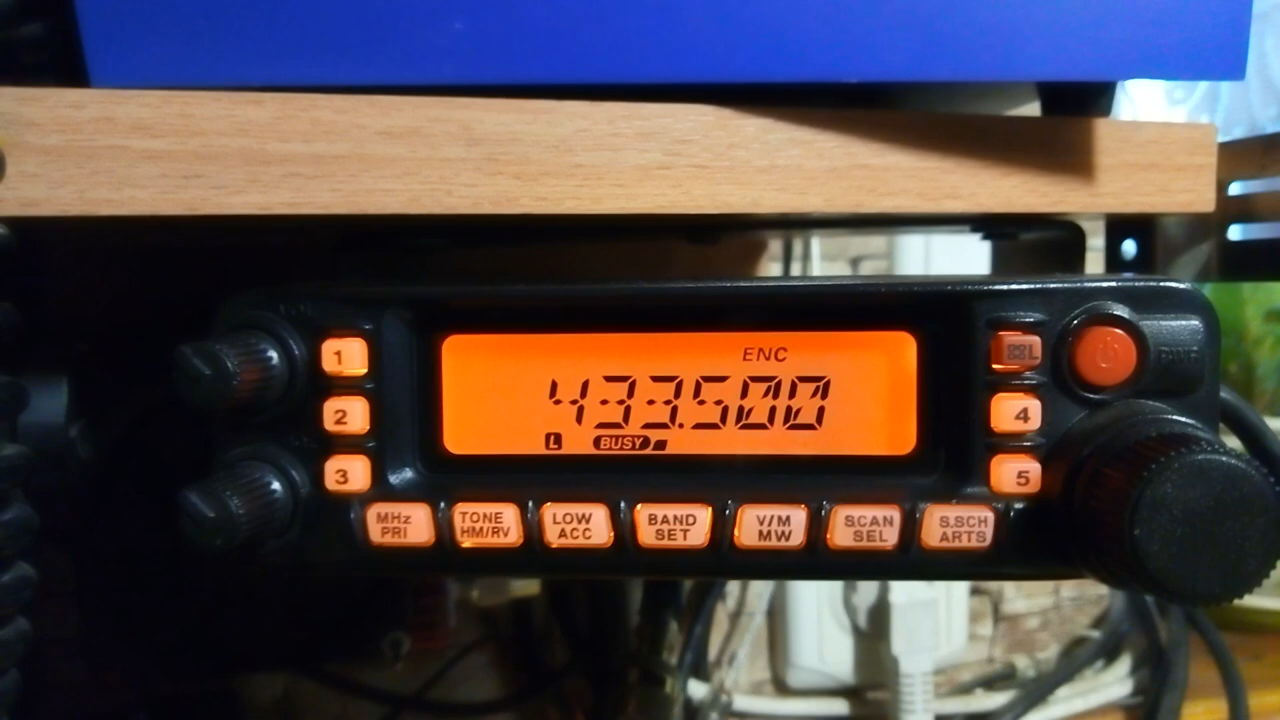 ENC
433.500
L BUSY
1
2
3
L
PWR
4
5
MHz
PRI
TONE
HM/RV
LOW
ACC
BAND
SET
V/M
MW
SCAN
SEL
S.SCH
ARTS